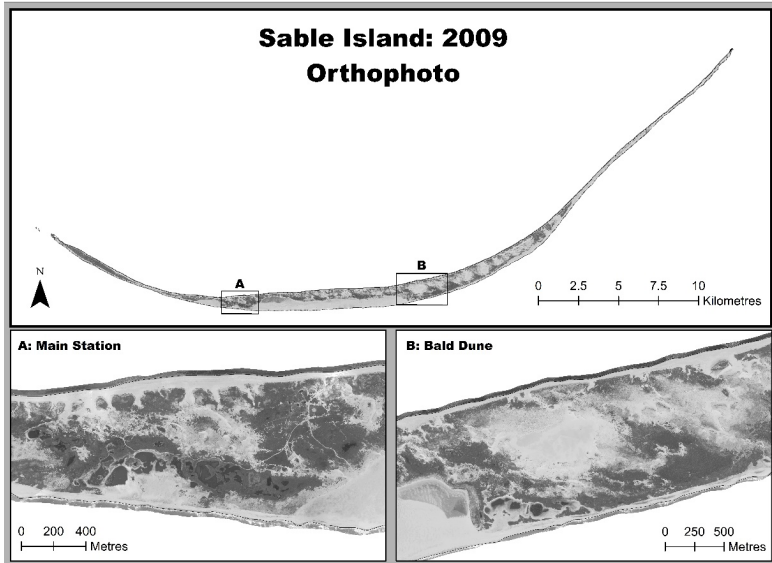 Sable Island: 2009
Orthophoto
A
B
N
0 2.5 5 7.5 10
Kilometres
A: Main Station
0 200 400
Metres
B: Bald Dune
0 250 500
Metres